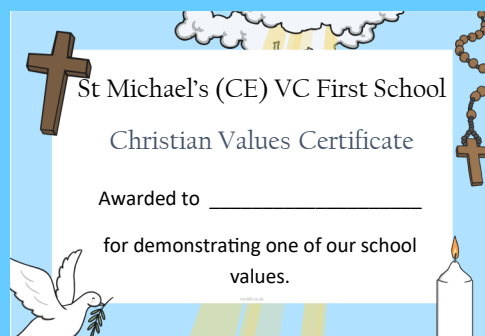 St Michael's (CE) VC First School
Christian Values Certificate
Awarded to ____________________
for demonstrating one of our school
values.